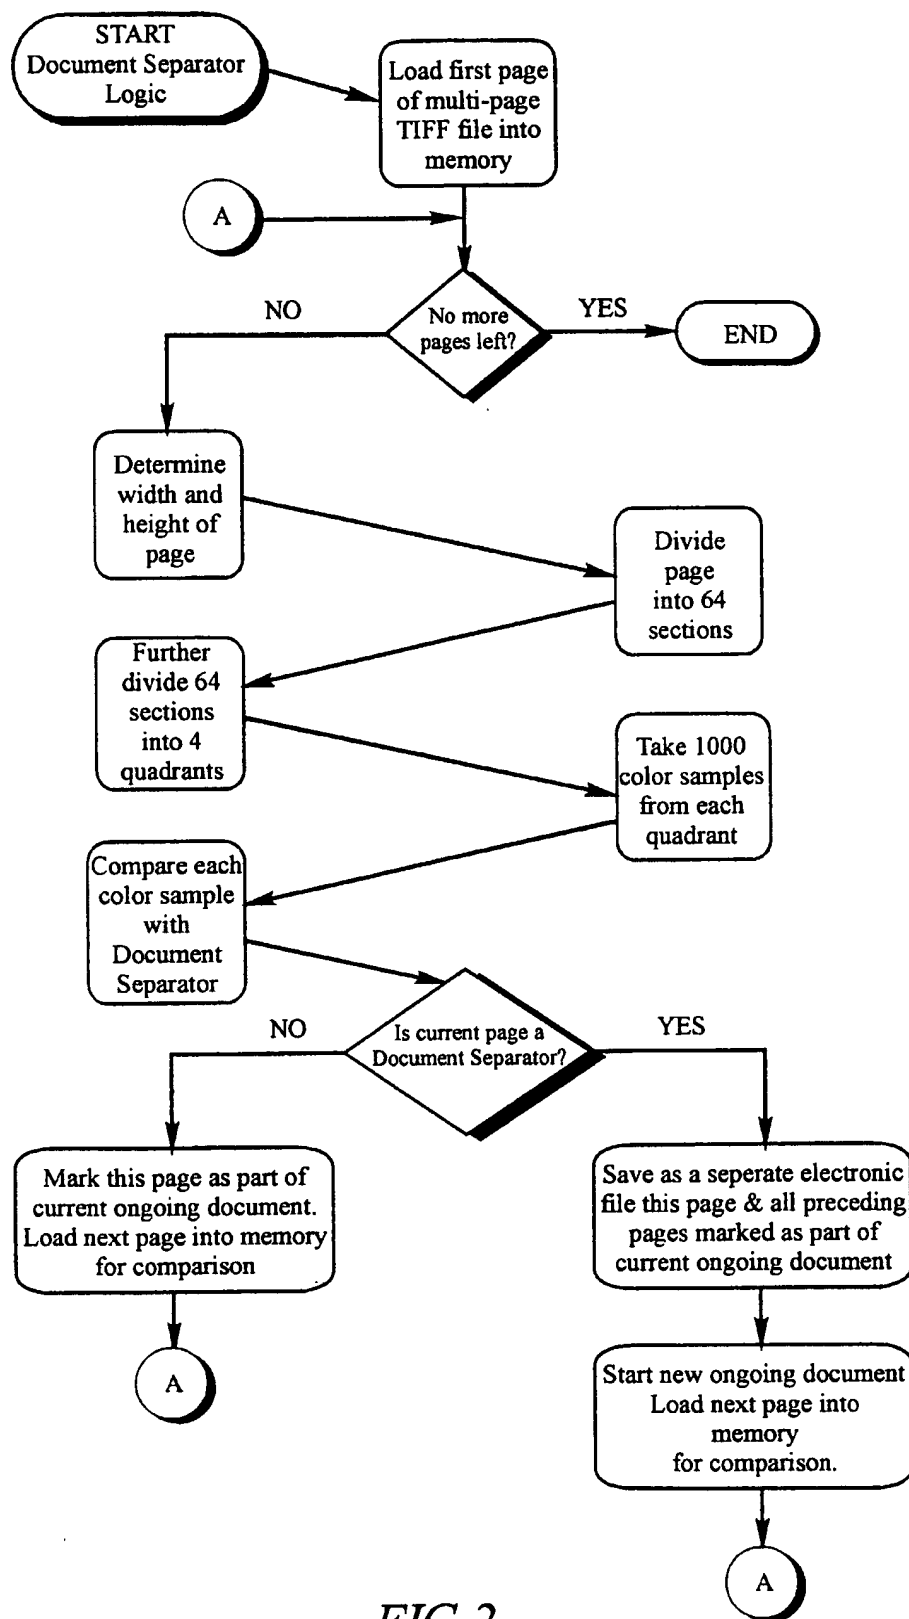 START
Document Separator
Logic
Load first page
of multi-page
TIFF file into
memory
A
No more
pages left?
NO
YES
END
Determine
width and
height of
page
Divide
page
into 64
sections
Further
divide 64
sections
into 4
quadrants
Take 1000
color samples
from each
quadrant
Compare each
color sample
with
Document
Separator
Is current page a
Document Separator?
NO
YES
Mark this page as part of
current ongoing document.
Load next page into memory
for comparison
A
Save as a seperate electronic
file this page & all preceding
pages marked as part of
current ongoing document
Start new ongoing document
Load next page into
memory
for comparison.
A
FIG. 2